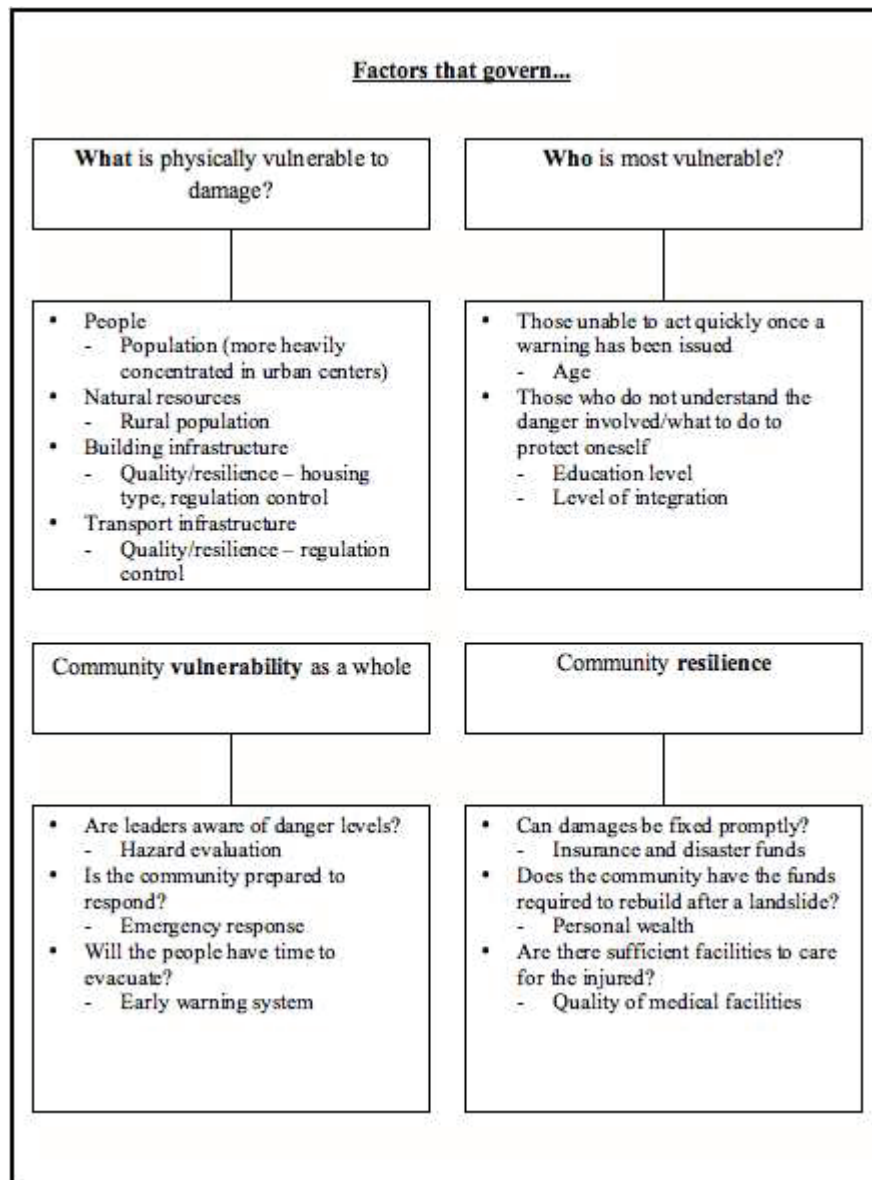 Factors that govern...
What is physically vulnerable to
damage?
Who is most vulnerable?
• People
- Population (more heavily
concentrated in urban centers)
• Natural resources
- Rural population
• Building infrastructure
- Quality/resilience – housing
type, regulation control
• Transport infrastructure
- Quality/resilience – regulation
control
• Those unable to act quickly once a
warning has been issued
- Age
• Those who do not understand the
danger involved/what to do to
protect oneself
- Education level
- Level of integration
Community vulnerability as a whole
Community resilience
• Are leaders aware of danger levels?
- Hazard evaluation
• Is the community prepared to
respond?
- Emergency response
• Will the people have time to
evacuate?
- Early warning system
• Can damages be fixed promptly?
- Insurance and disaster funds
• Does the community have the funds
required to rebuild after a landslide?
- Personal wealth
• Are there sufficient facilities to care
for the injured?
- Quality of medical facilities